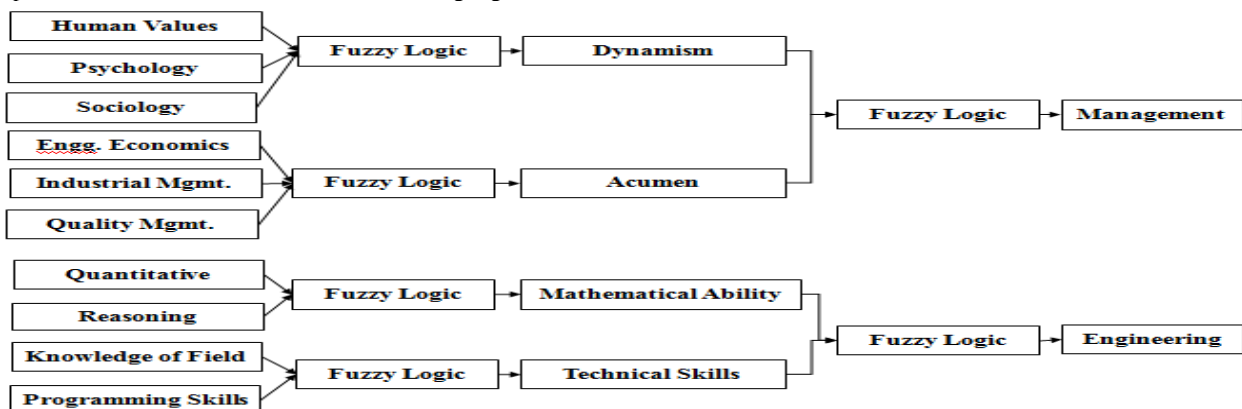 Human Values
Psychology
Sociology
Fuzzy Logic
Dynamism
Engg. Economics
Industrial Mgmt.
Quality Mgmt.
Fuzzy Logic
Acumen
Fuzzy Logic
Management
Quantitative
Reasoning
Fuzzy Logic
Mathematical Ability
Knowledge of Field
Programming Skills
Fuzzy Logic
Technical Skills
Fuzzy Logic
Engineering